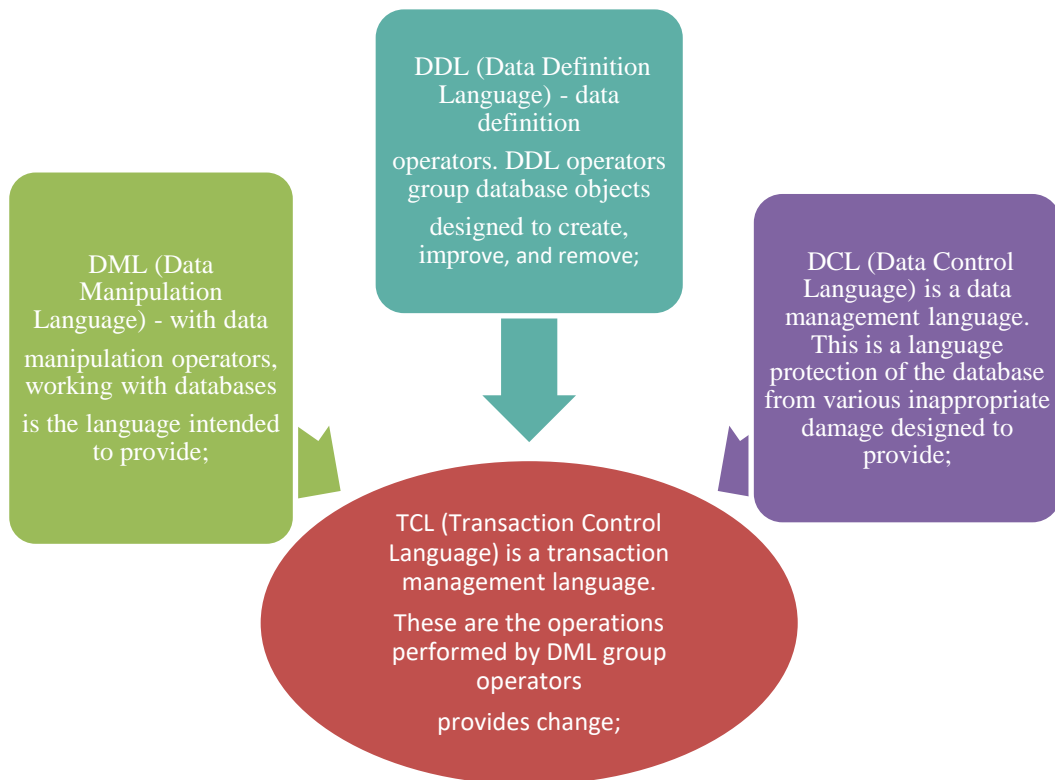 DDL (Data Definition
Language) - data
definition
operators. DDL operators
group database objects
designed to create,
improve, and remove;
DML (Data
Manipulation
Language) - with data
manipulation operators,
working with databases
is the language intended
to provide;
DCL (Data Control
Language) is a data
management language.
This is a language
protection of the database
from various inappropriate
damage designed to
provide;
TCL (Transaction Control
Language) is a transaction
management language.
These are the operations
performed by DML group
operators
provides change;